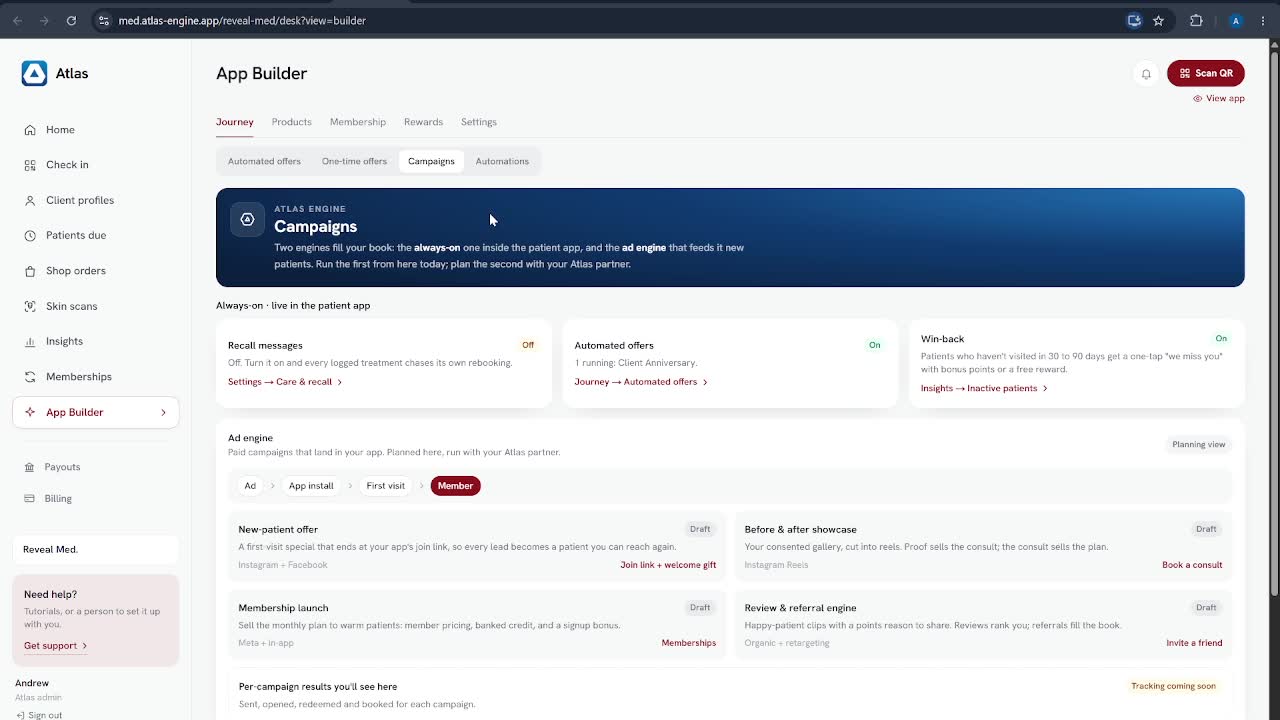 med.atlas-engine.app/reveal-med/desk?view=builder
A
Atlas
Home
Check in
Client profiles
Patients due
Shop orders
Skin scans
Insights
Memberships
App Builder
Payouts
Billing
Reveal Med.
Need help?
Tutorials, or a person to set it up
with you.
Get support
Andrew
Atlas admin
Sign out
App Builder
Scan QR
View app
Journey Products Membership Rewards Settings
Automated offers One-time offers Campaigns Automations
ATLAS ENGINE
Campaigns
Two engines fill your book: the always-on one inside the patient app, and the ad engine that feeds it new
patients. Run the first from here today; plan the second with your Atlas partner.
Always-on · live in the patient app
Recall messages Off
Off. Turn it on and every logged treatment chases its own rebooking.
Settings → Care & recall
Automated offers On
1 running: Client Anniversary.
Journey → Automated offers
Win-back On
Patients who haven't visited in 30 to 90 days get a one-tap "we miss you"
with bonus points or a free reward.
Insights → Inactive patients
Ad engine
Paid campaigns that land in your app. Planned here, run with your Atlas partner.
Planning view
Ad App install First visit Member
New-patient offer Draft
A first-visit special that ends at your app's join link, so every lead becomes a patient you can reach again.
Instagram + Facebook Join link + welcome gift
Before & after showcase Draft
Your consented gallery, cut into reels. Proof sells the consult; the consult sells the plan.
Instagram Reels Book a consult
Membership launch Draft
Sell the monthly plan to warm patients: member pricing, banked credit, and a signup bonus.
Meta + in-app Memberships
Review & referral engine Draft
Happy-patient clips with a points reason to share. Reviews rank you; referrals fill the book.
Organic + retargeting Invite a friend
Per-campaign results you'll see here Tracking coming soon
Sent, opened, redeemed and booked for each campaign.